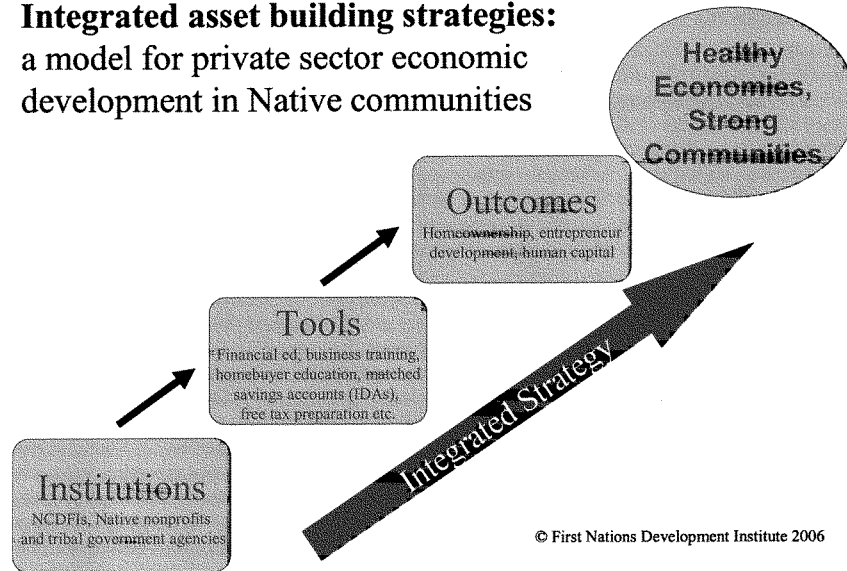 Integrated asset building strategies:
a model for private sector economic
development in Native communities
Healthy
Economies,
Strong
Communities
Outcomes
Homeownership, entrepreneur
development, human capital
Tools
Financial ed, business training,
homebuyer education, matched
savings accounts (IDAs),
free tax preparation etc.
Integrated Strategy
Institutions
NCDFIs, Native nonprofits
and tribal government agencies
© First Nations Development Institute 2006